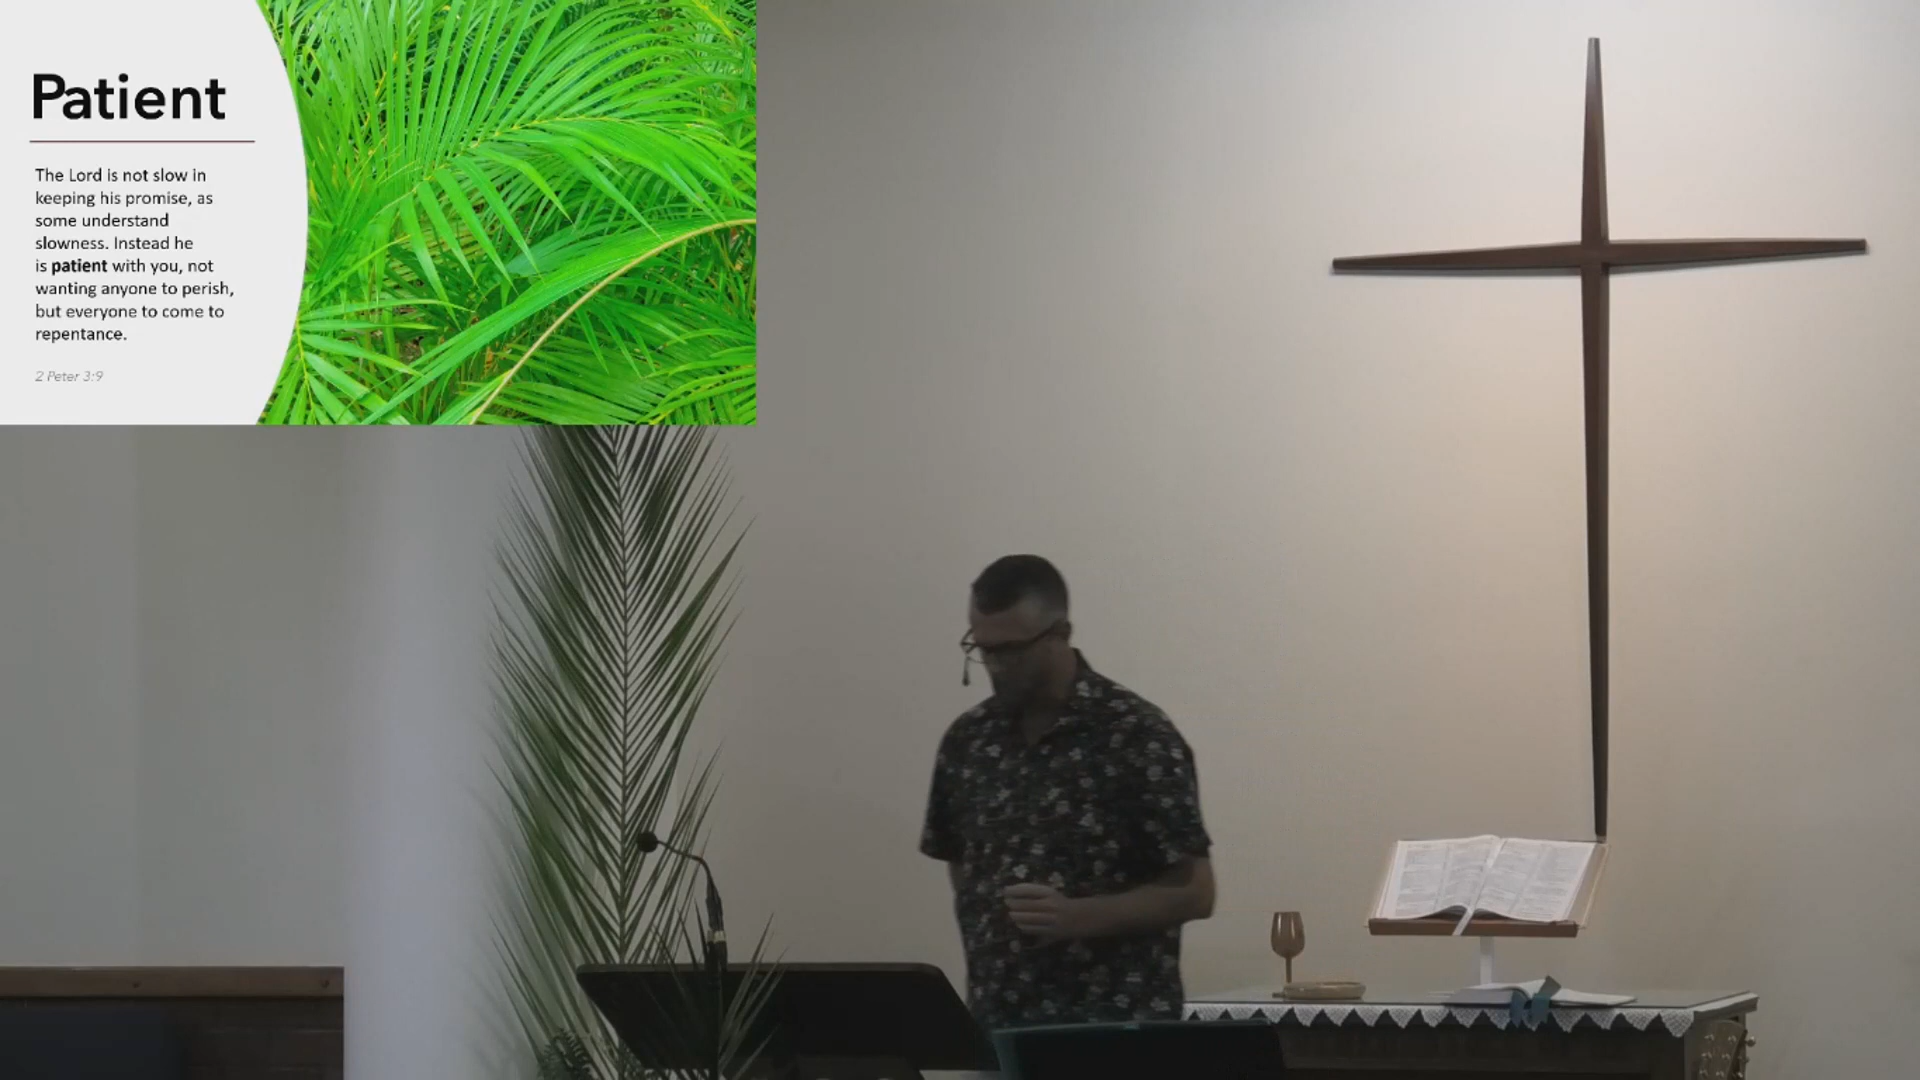 Patient
The Lord is not slow in
keeping his promise, as
some understand
slowness. Instead he
is patient with you, not
wanting anyone to perish,
but everyone to come to
repentance.
2 Peter 3:9